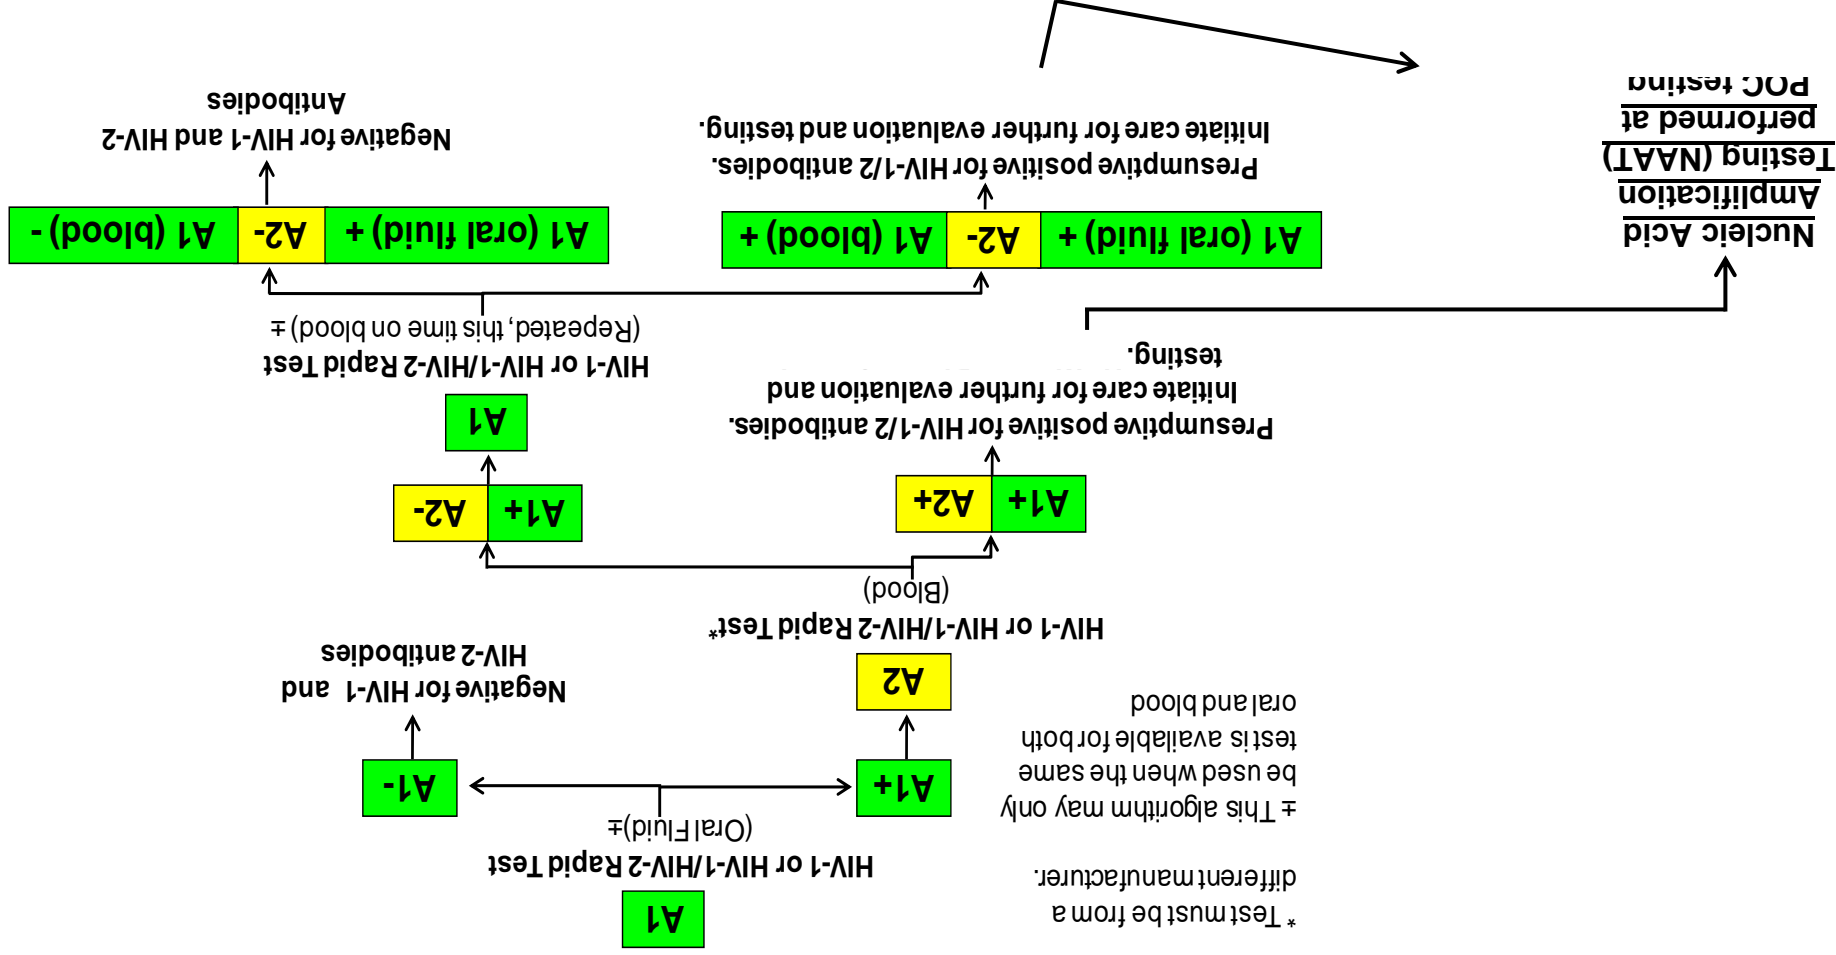 A1
* Test must be from a
different manufacturer.
HIV-1 or HIV-1/HIV-2 Rapid Test
(Oral Fluid)±
± This algorithm may only
be used when the same
test is available for both
oral and blood
A1+
A1-
A2
Negative for HIV-1 and
HIV-2 antibodies
HIV-1 or HIV-1/HIV-2 Rapid Test*
(Blood)
A1+ A2+
A1+ A2-
Presumptive positive for HIV-1/2 antibodies.
Initiate care for further evaluation and
testing.
A1
HIV-1 or HIV-1/HIV-2 Rapid Test
(Repeated, this time on blood) ±
Nucleic Acid
Amplification
Testing (NAAT)
performed at
POC testing
A1 (oral fluid) + A2- A1 (blood) +
A1 (oral fluid) + A2- A1 (blood) -
Presumptive positive for HIV-1/2 antibodies.
Initiate care for further evaluation and testing.
Negative for HIV-1 and HIV-2
Antibodies